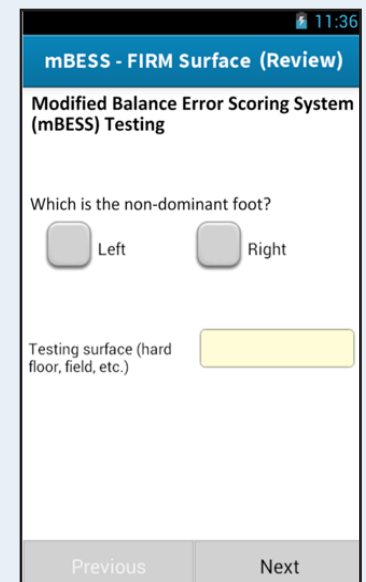 11:36
mBESS - FIRM Surface (Review)
Modified Balance Error Scoring System
(mBESS) Testing
Which is the non-dominant foot?
Left
Right
Testing surface (hard
floor, field, etc.)
Previous
Next